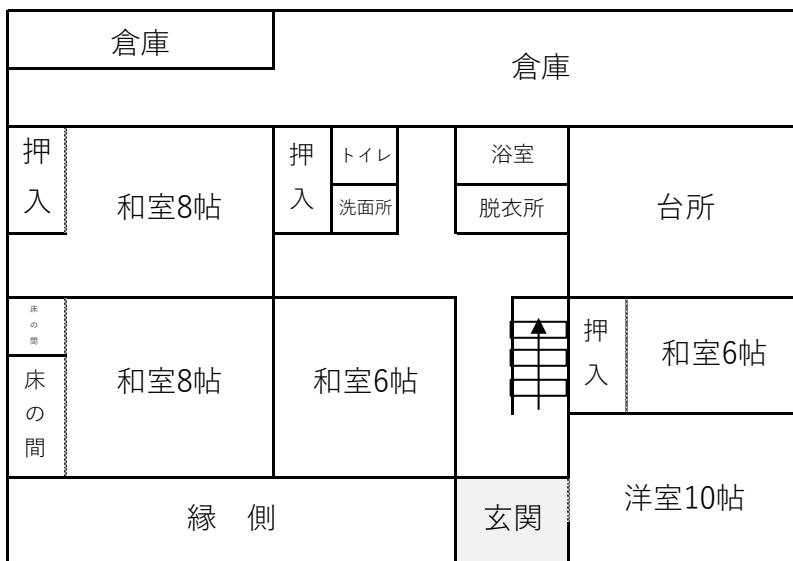 倉庫
倉庫
押入
和室8帖
押入
トイレ
洗面所
浴室
脱衣所
台所
床の間
床の間
和室8帖
和室6帖
押入
和室6帖
縁 側
玄関
洋室10帖